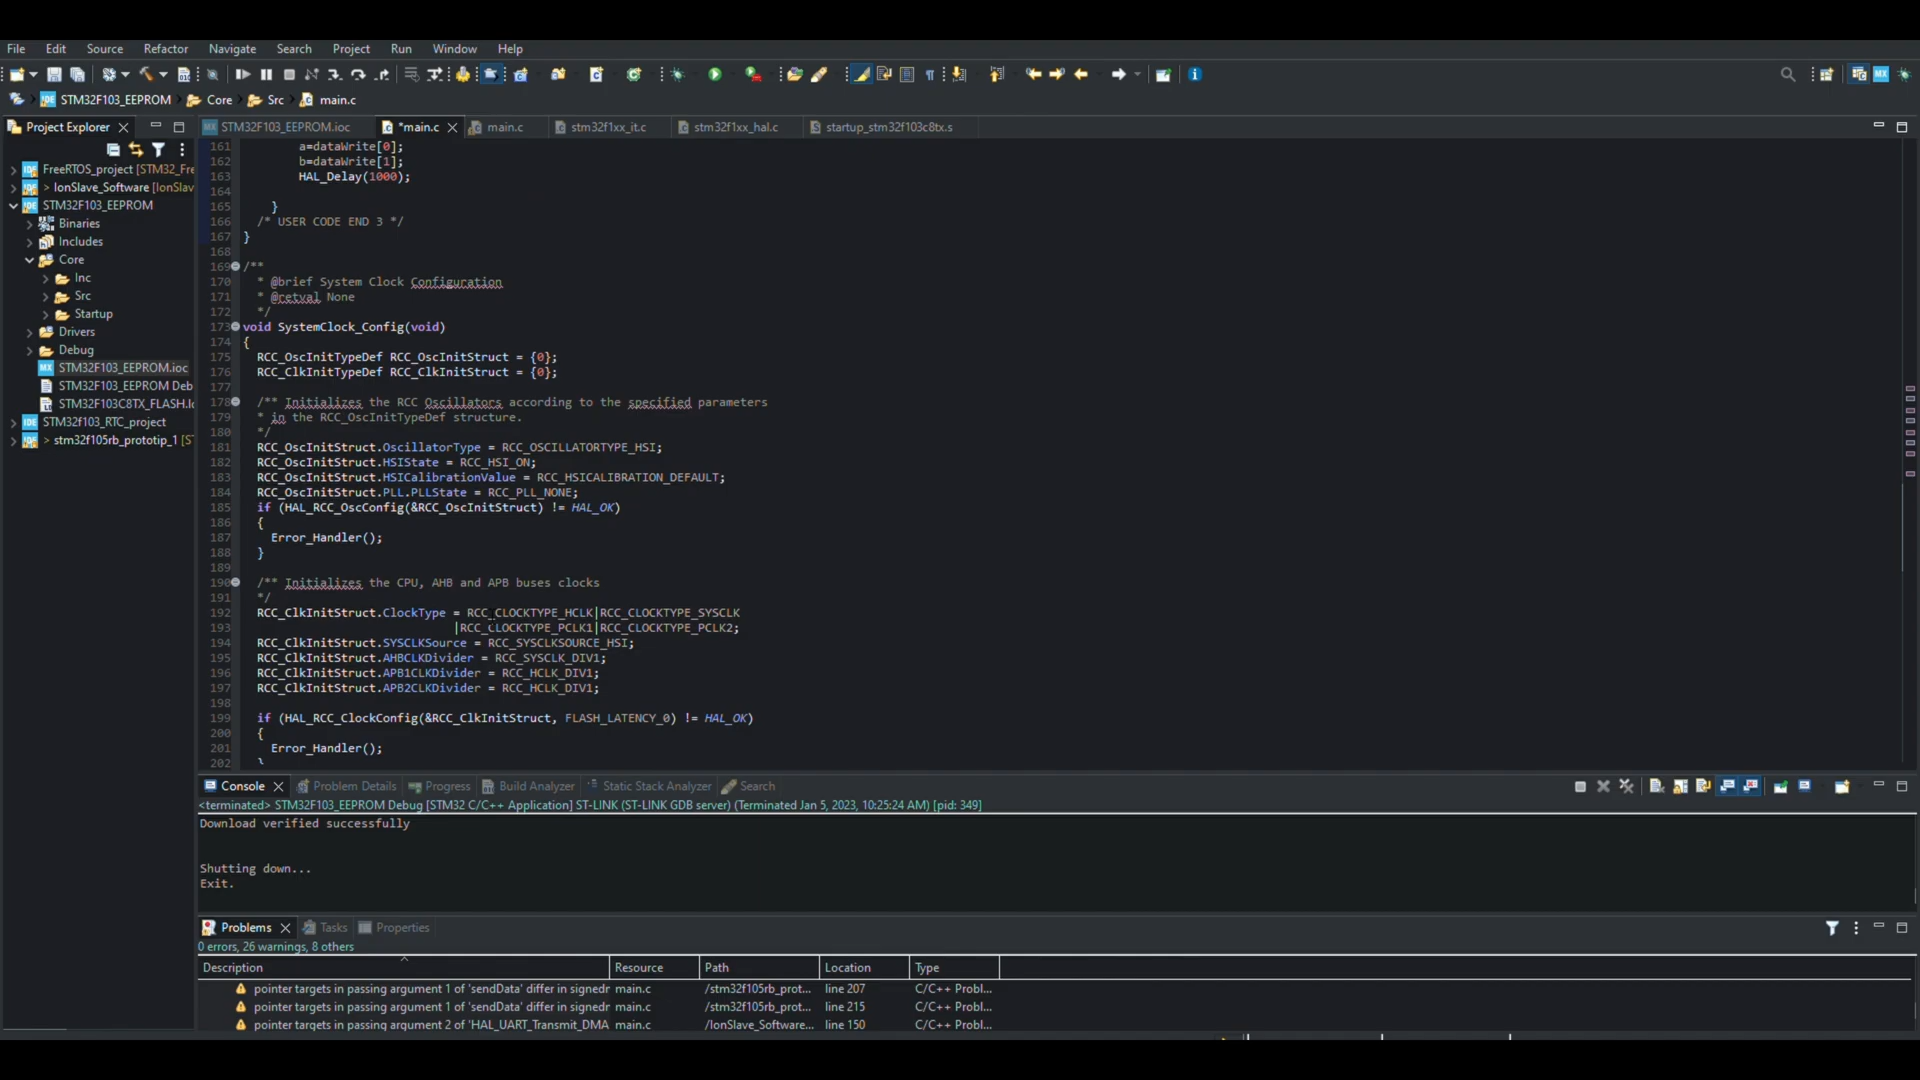 File Edit Source Refactor Navigate Search Project Run Window Help
STM32F103_EEPROM Core Src main.c
Project Explorer
STM32F103_EEPROM.ioc *main.c main.c stm32f1xx_it.c stm32f1xx_hal.c startup_stm32f103c8tx.s
FreeRTOS_project [STM32_Fre
> IonSlave_Software [IonSlav
STM32F103_EEPROM
Binaries
Includes
Core
Inc
Src
Startup
Drivers
Debug
STM32F103_EEPROM.ioc
STM32F103_EEPROM Deb
STM32F103C8TX_FLASH.l
STM32f103_RTC_project
> stm32f105rb_prototip_1 [S
161 a=dataWrite[0];
162 b=dataWrite[1];
163 HAL_Delay(1000);
164
165 }
166 /* USER CODE END 3 */
167 }
168
169 /**
170 * @brief System Clock Configuration
171 * @retval None
172 */
173 void SystemClock_Config(void)
174 {
175 RCC_OscInitTypeDef RCC_OscInitStruct = {0};
176 RCC_ClkInitTypeDef RCC_ClkInitStruct = {0};
177
178 /** Initializes the RCC Oscillators according to the specified parameters
179 * in the RCC_OscInitTypeDef structure.
180 */
181 RCC_OscInitStruct.OscillatorType = RCC_OSCILLATORTYPE_HSI;
182 RCC_OscInitStruct.HSIState = RCC_HSI_ON;
183 RCC_OscInitStruct.HSICalibrationValue = RCC_HSICALIBRATION_DEFAULT;
184 RCC_OscInitStruct.PLL.PLLState = RCC_PLL_NONE;
185 if (HAL_RCC_OscConfig(&RCC_OscInitStruct) != HAL_OK)
186 {
187 Error_Handler();
188 }
189
190 /** Initializes the CPU, AHB and APB buses clocks
191 */
192 RCC_ClkInitStruct.ClockType = RCC_CLOCKTYPE_HCLK|RCC_CLOCKTYPE_SYSCLK
193 |RCC_CLOCKTYPE_PCLK1|RCC_CLOCKTYPE_PCLK2;
194 RCC_ClkInitStruct.SYSCLKSource = RCC_SYSCLKSOURCE_HSI;
195 RCC_ClkInitStruct.AHBCLKDivider = RCC_SYSCLK_DIV1;
196 RCC_ClkInitStruct.APB1CLKDivider = RCC_HCLK_DIV1;
197 RCC_ClkInitStruct.APB2CLKDivider = RCC_HCLK_DIV1;
198
199 if (HAL_RCC_ClockConfig(&RCC_ClkInitStruct, FLASH_LATENCY_0) != HAL_OK)
200 {
201 Error_Handler();
202 }
Console Problem Details Progress Build Analyzer Static Stack Analyzer Search
<terminated> STM32F103_EEPROM Debug [STM32 C/C++ Application] ST-LINK (ST-LINK GDB server) (Terminated Jan 5, 2023, 10:25:24 AM) [pid: 349]
Download verified successfully
Shutting down...
Exit.
Problems Tasks Properties
0 errors, 26 warnings, 8 others
Description Resource Path Location Type
pointer targets in passing argument 1 of 'sendData' differ in signedr main.c /stm32f105rb_prot... line 207 C/C++ Probl...
pointer targets in passing argument 1 of 'sendData' differ in signedr main.c /stm32f105rb_prot... line 215 C/C++ Probl...
pointer targets in passing argument 2 of 'HAL_UART_Transmit_DMA main.c /IonSlave_Software... line 150 C/C++ Probl...